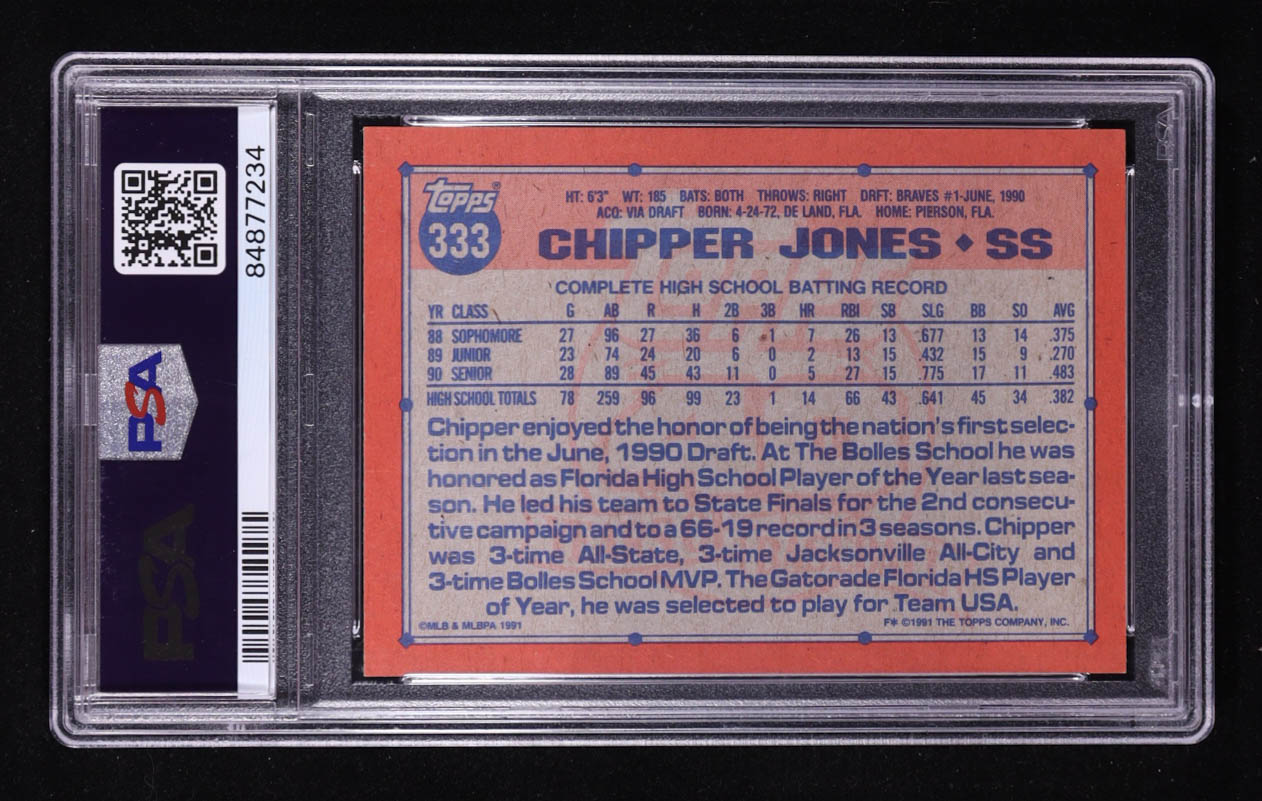 84877234
PSA
PSA
PSA
Topps®
333
HT: 6'3" WT: 185 BATS: BOTH THROWS: RIGHT DRFT: BRAVES #1-JUNE, 1990
ACQ: VIA DRAFT BORN: 4-24-72, DE LAND, FLA. HOME: PIERSON, FLA.
CHIPPER JONES ◆ SS
COMPLETE HIGH SCHOOL BATTING RECORD
YR CLASS G AB R H 2B 3B HR RBI SB SLG BB SO AVG
88 SOPHOMORE 27 96 27 36 6 1 7 26 13 .677 13 14 .375
89 JUNIOR 23 74 24 20 6 0 2 13 15 .432 15 9 .270
90 SENIOR 28 89 45 43 11 0 5 27 15 .775 17 11 .483
HIGH SCHOOL TOTALS 78 259 96 99 23 1 14 66 43 .641 45 34 .382
Chipper enjoyed the honor of being the nation's first selec-
tion in the June, 1990 Draft. At The Bolles School he was
honored as Florida High School Player of the Year last sea-
son. He led his team to State Finals for the 2nd consecu-
tive campaign and to a 66-19 record in 3 seasons. Chipper
was 3-time All-State, 3-time Jacksonville All-City and
3-time Bolles School MVP. The Gatorade Florida HS Player
of Year, he was selected to play for Team USA.
©MLB & MLBPA 1991
F* ©1991 THE TOPPS COMPANY, INC.